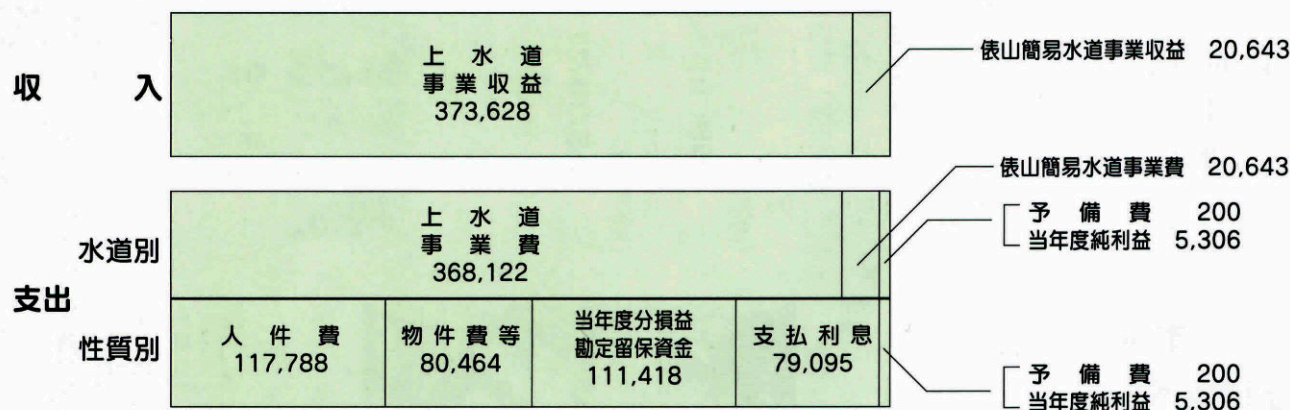 収入
上水道
事業収益
373,628
俵山簡易水道事業収益 20,643
支出
水道別
上水道
事業費
368,122
俵山簡易水道事業費 20,643
予備費 200
当年度純利益 5,306
性質別
人件費
117,788
物件費等
80,464
当年度分損益
勘定留保資金
111,418
支払利息
79,095
予備費 200
当年度純利益 5,306